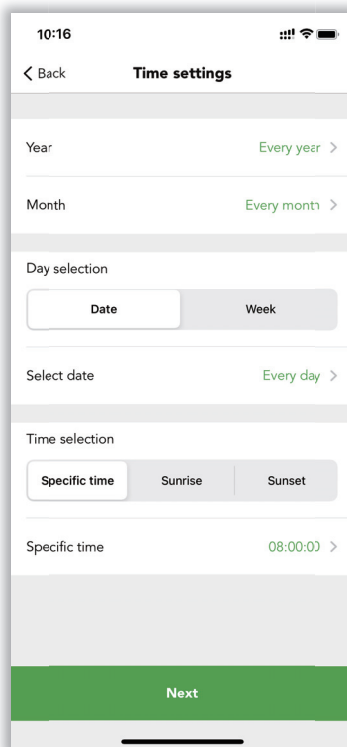 10:16
Back Time settings
Year Every year
Month Every month
Day selection
Date Week
Select date Every day
Time selection
Specific time Sunrise Sunset
Specific time 08:00:00
Next